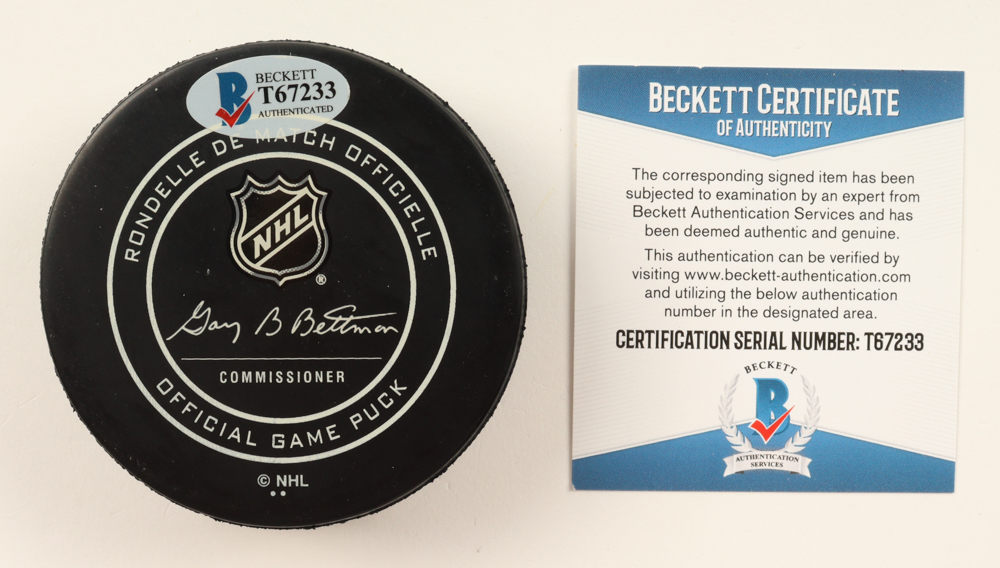 BECKETT
T67233
AUTHENTICATED
RONDELLE DE MATCH OFFICIELLE
NHL
®
Gary B Bettman
COMMISSIONER
OFFICIAL GAME PUCK
© NHL
BECKETT CERTIFICATE
OF AUTHENTICITY
The corresponding signed item has been
subjected to examination by an expert from
Beckett Authentication Services and has
been deemed authentic and genuine.
This authentication can be verified by
visiting www.beckett-authentication.com
and utilizing the below authentication
number in the designated area.
CERTIFICATION SERIAL NUMBER: T67233
BECKETT
B
AUTHENTICATION
SERVICES